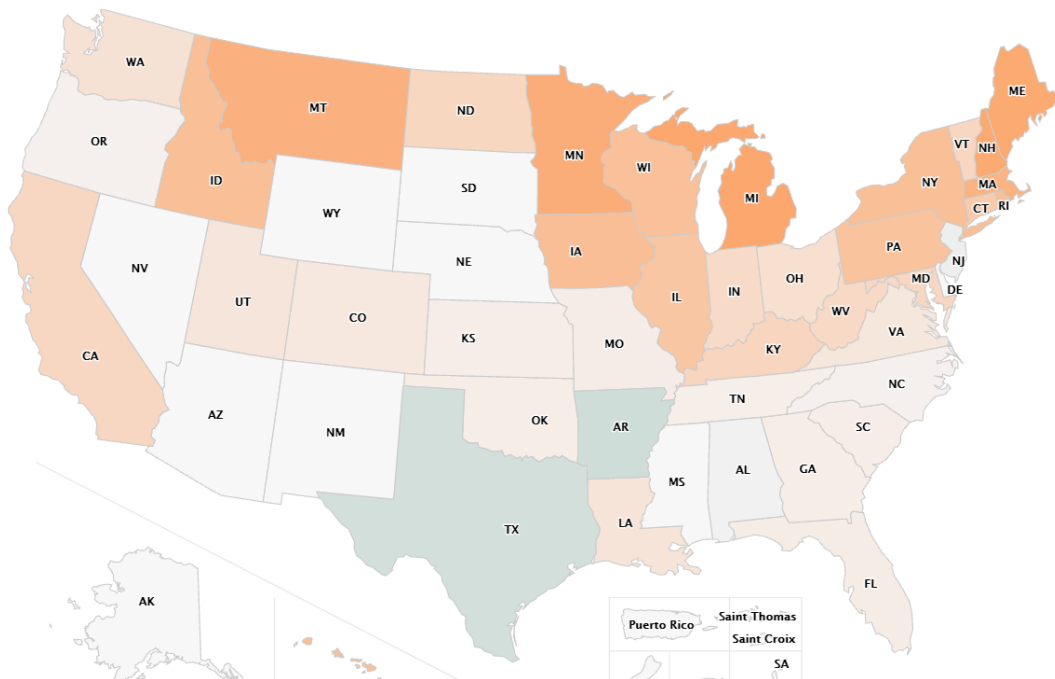 WA
MT
ND
ME
OR
MN
VT
NH
ID
WI
NY
MA
SD
MI
CT
RI
WY
PA
IA
NE
NJ
NV
OH
MD
DE
UT
IL
IN
WV
CO
VA
KS
MO
KY
CA
NC
TN
AZ
OK
AR
SC
NM
GA
MS
AL
LA
TX
FL
AK
Puerto Rico
Saint Thomas
Saint Croix
SA